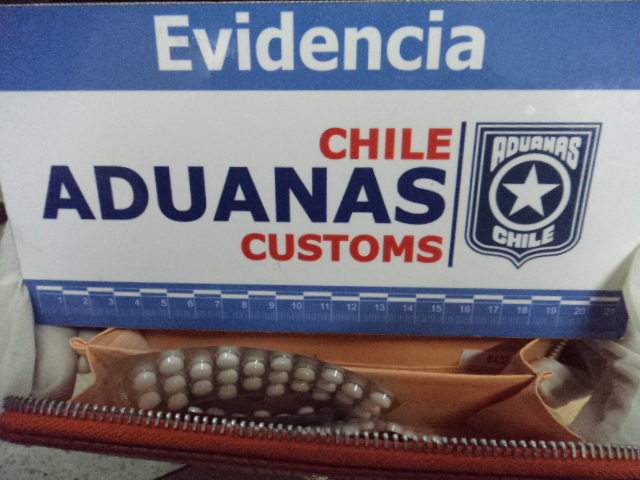 Evidencia
CHILE
ADUANAS
CUSTOMS
ADUANAS
CHILE
1 2 3 4 5 6 7 8 9 10 11 12 13 14 15 16 17 18 19 20 21